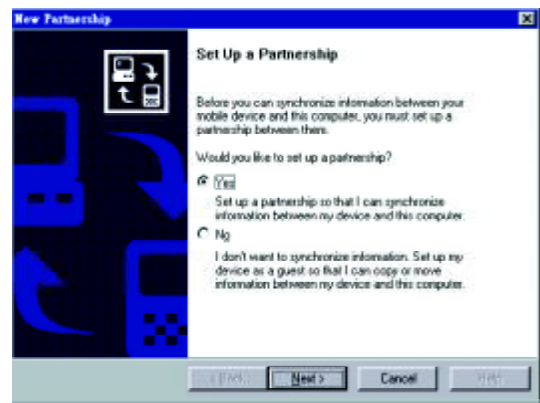 New Partnership
Set Up a Partnership
Before you can synchronize information between your
mobile device and this computer, you must set up a
partnership between them.
Would you like to set up a partnership?
Yes
Set up a partnership so that I can synchronize
information between my device and this computer.
No
I don't want to synchronize information. Set up my
device as a guest so that I can copy or move
information between my device and this computer.
< Back
Next >
Cancel
Help